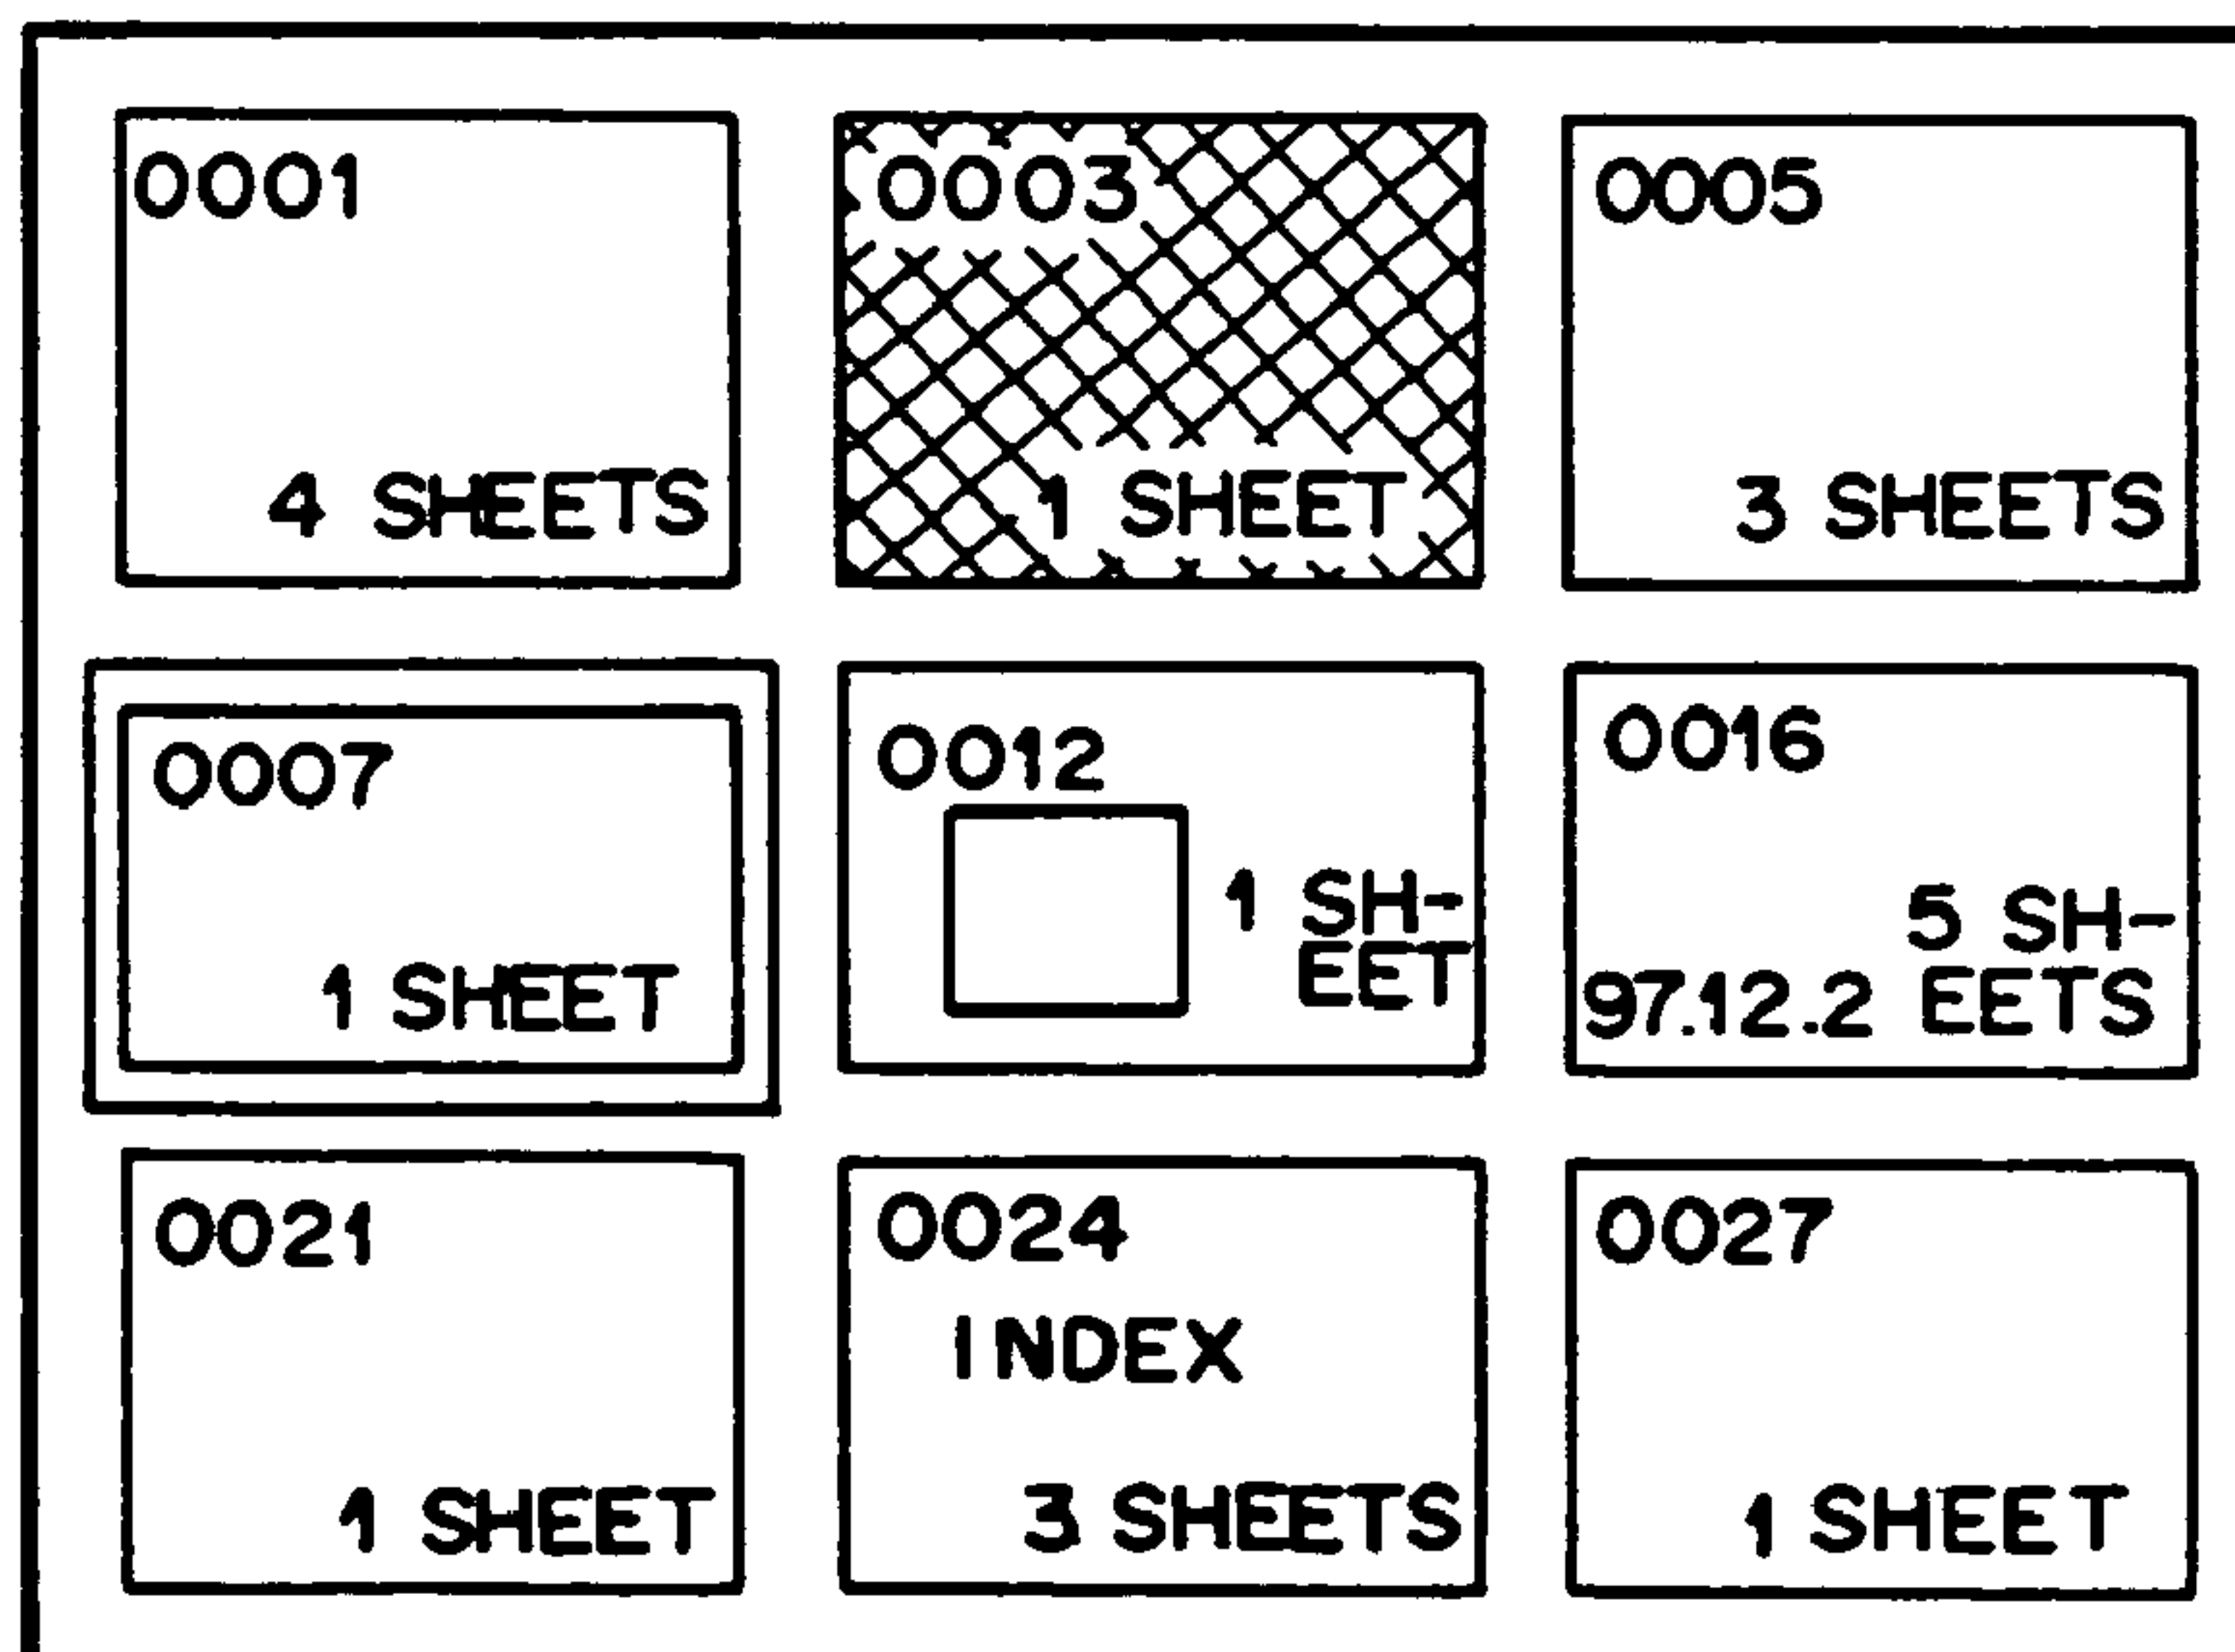 0001
4 SHEETS
0003
1 SHEET
0005
3 SHEETS
0007
1 SHEET
0012
1 SH-
EET
0016
5 SH-
97.12.2 EETS
0021
1 SHEET
0024
INDEX
3 SHEETS
0027
1 SHEET